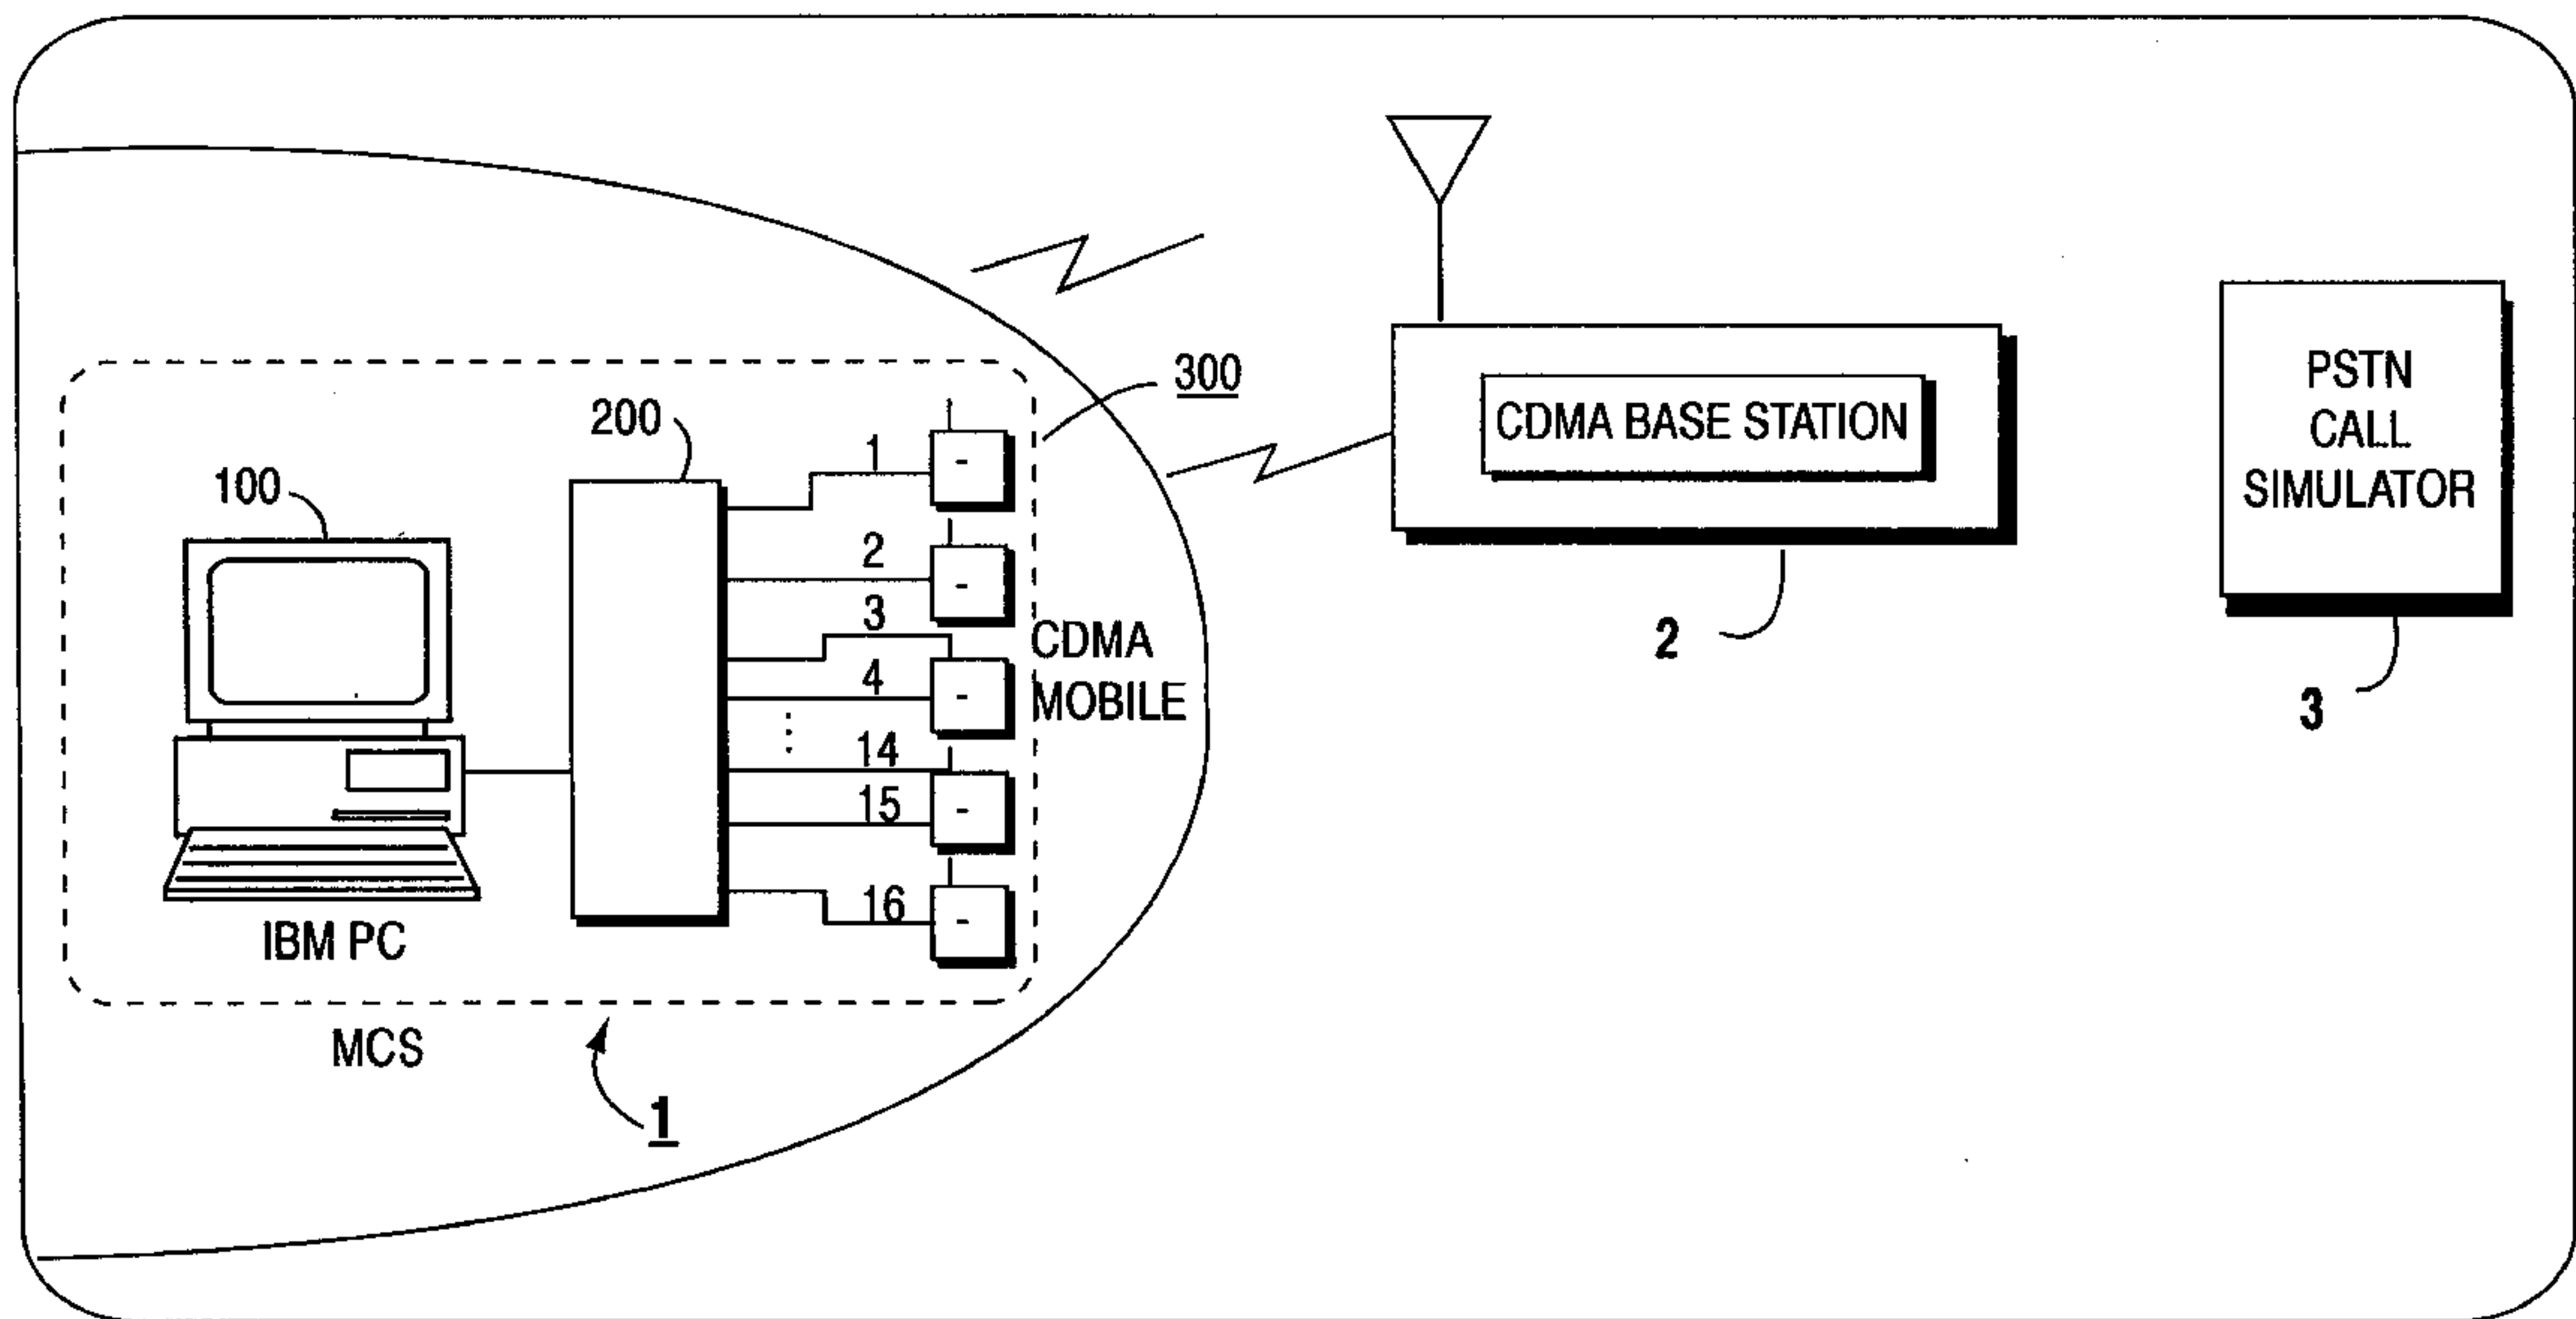 300
200
100
1
2
3
4
14
15
16
CDMA
MOBILE
IBM PC
MCS
1
CDMA BASE STATION
2
PSTN
CALL
SIMULATOR
3